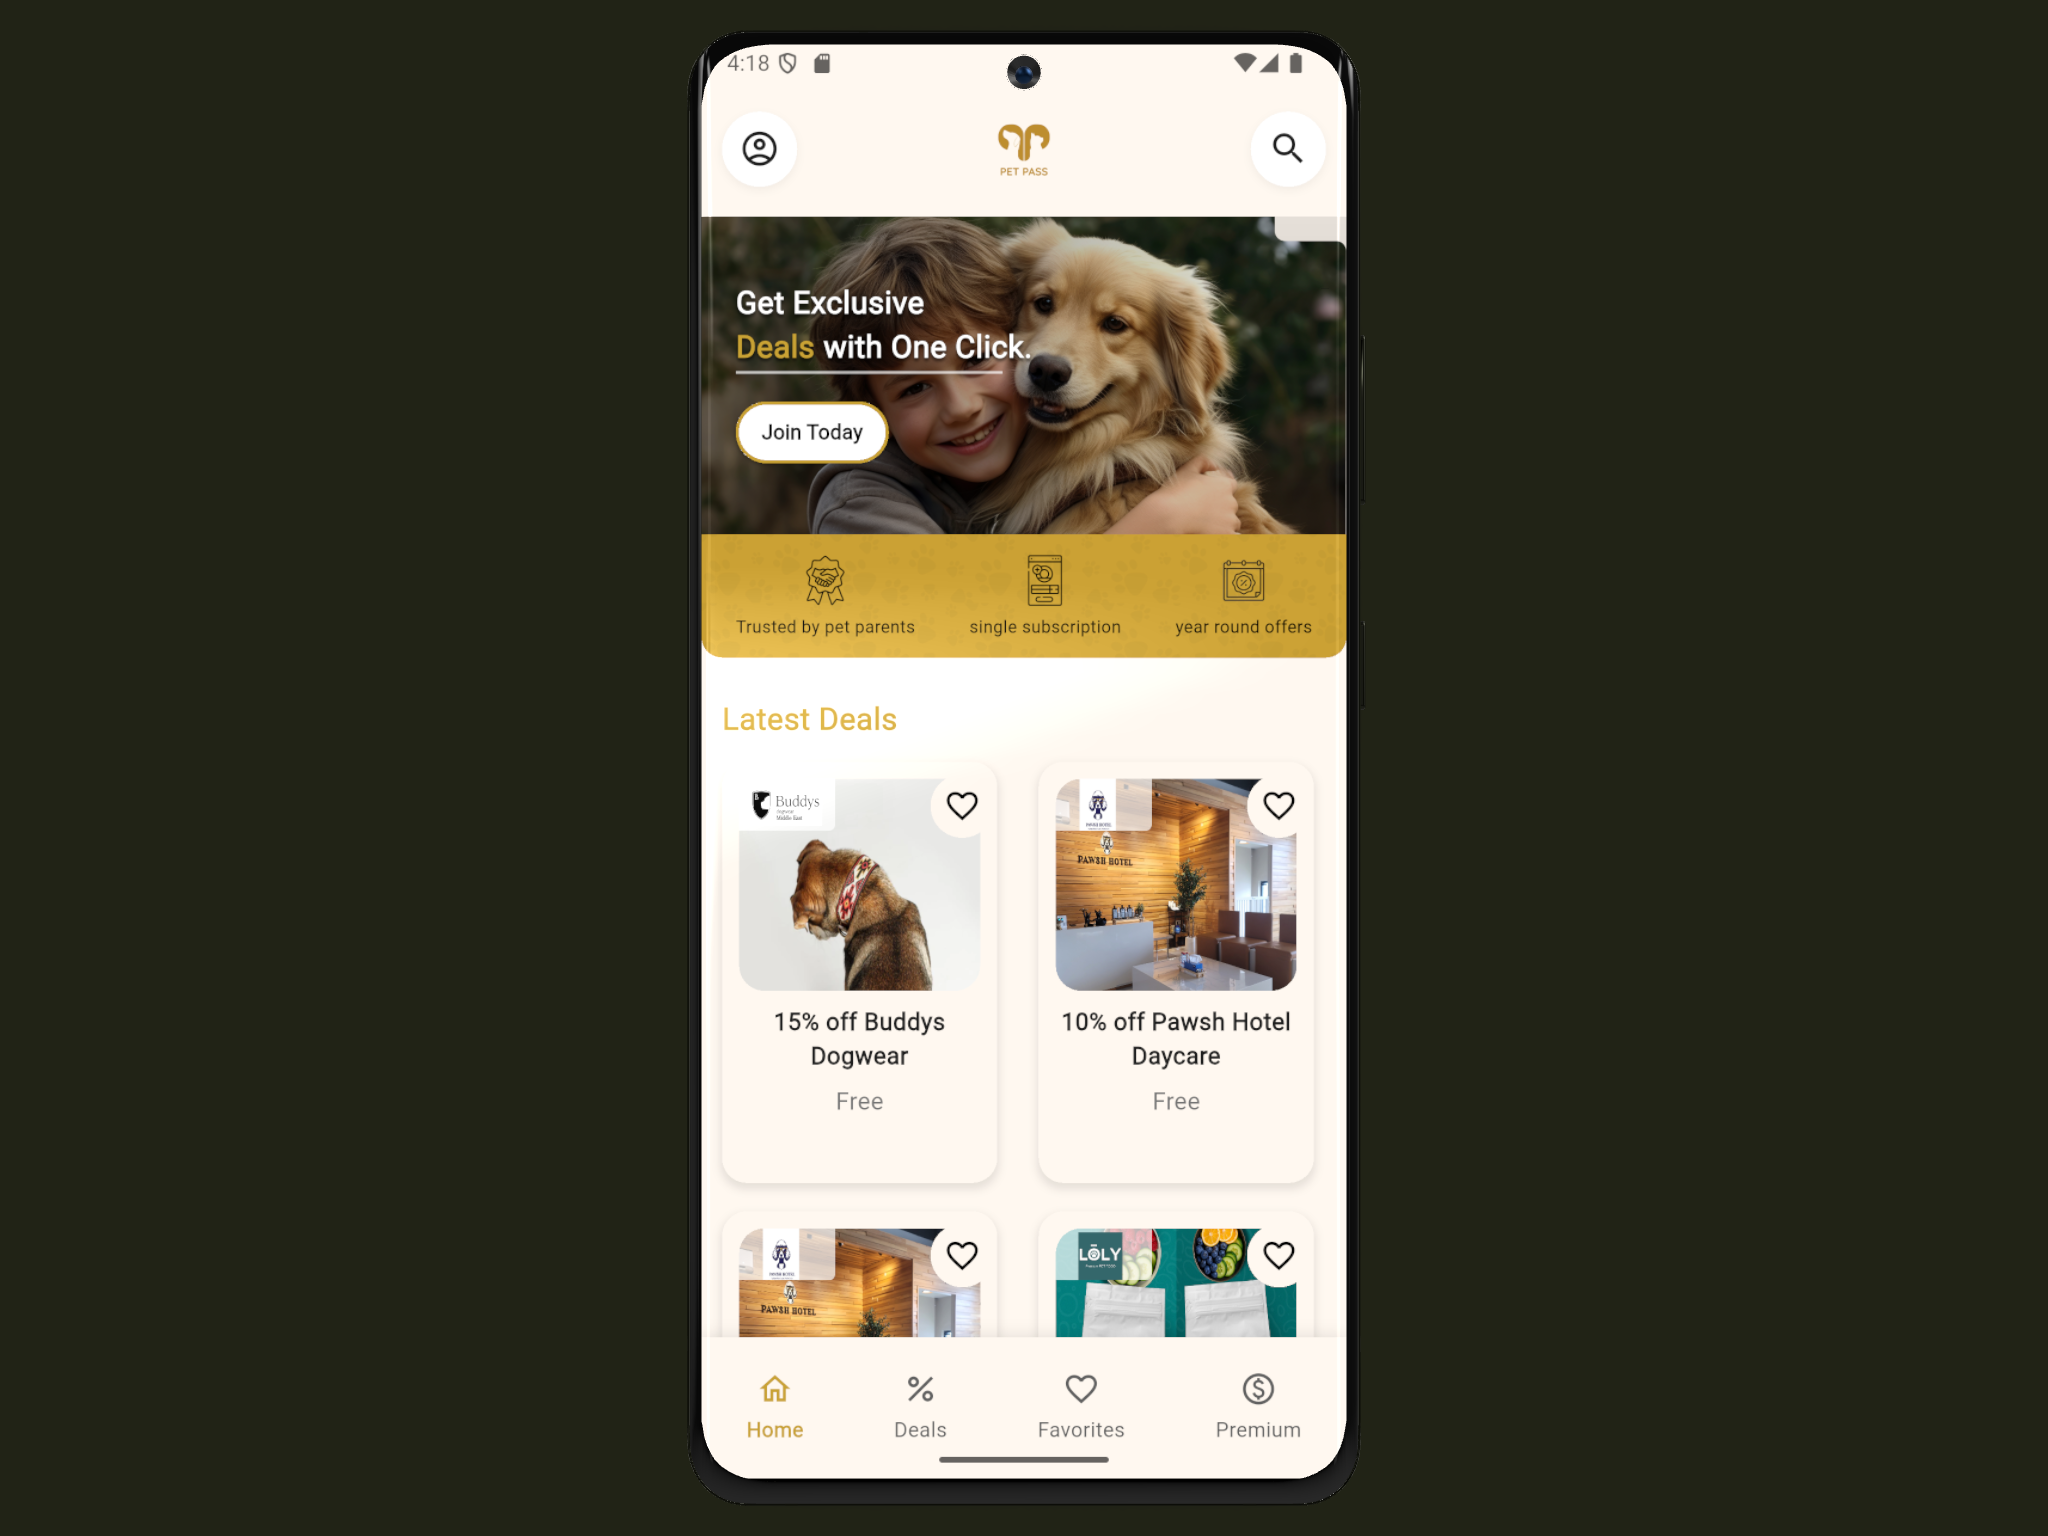 4:18
PET PASS
Get Exclusive
Deals with One Click.
Join Today
Trusted by pet parents
single subscription
year round offers
Latest Deals
Buddys
Middle East
PAWSH HOTEL
15% off Buddys
Dogwear
Free
10% off Pawsh Hotel
Daycare
Free
PAWSH HOTEL
LOLY
Home
Deals
Favorites
Premium